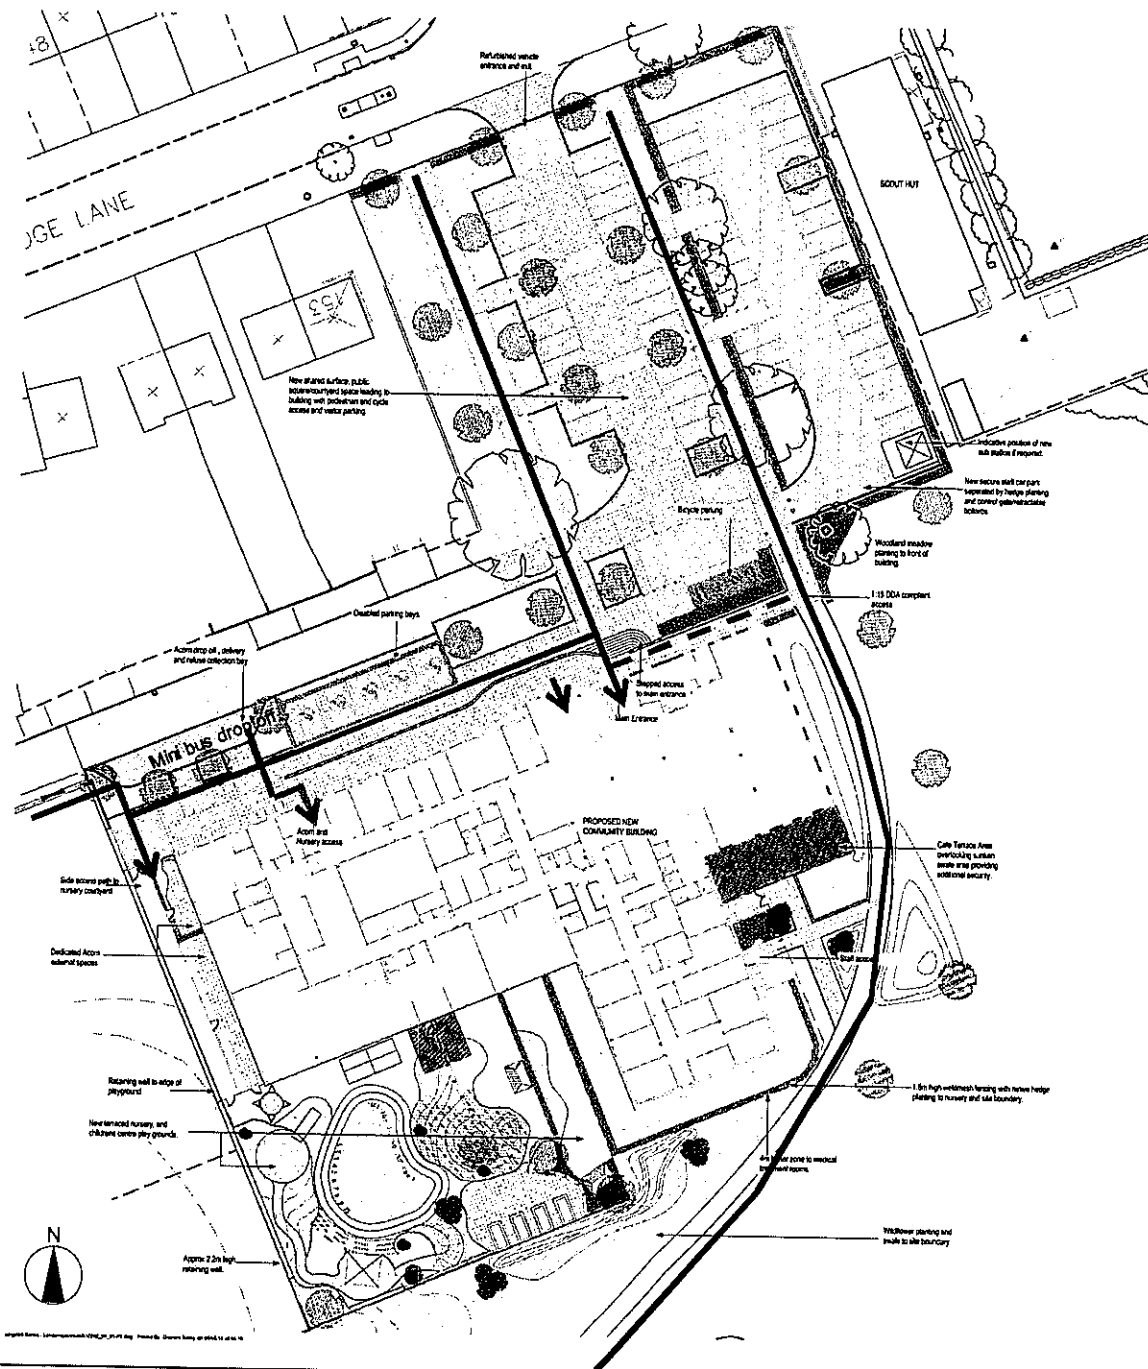 48
Refurbished vehicle
entrance and exit
DGE LANE
SCOUT HUT
153
New shared surface, public
square/courtyard space leading to
building with pedestrian and cycle
access and visitor parking.
Indicative position of new
sub station if required.
New secure staff car park
separated by hedge planting
and control gate/retractable
bollards.
Bicycle parking
Woodland meadow
planting to front of
building.
1:15 DDA compliant
access
Disabled parking bays.
Acorn drop off, delivery
and refuse collection bay
Stepped access
to main entrance
Main Entrance
Mini bus dropoff
Acorn and
Nursery access
PROPOSED NEW
COMMUNITY BUILDING
Cafe Terrace Area
overlooking sunken
swale area providing
additional security.
Side access path to
nursery courtyard
Dedicated Acorn
external spaces
Staff access
Retaining wall to edge of
playground
1.8m high weldmesh fencing with native hedge
planting to nursery and site boundary.
New terraced nursery, and
childrens centre play grounds.
zone to medical
treatment rooms.
Wildflower planting and
swale to site boundary
Approx 2.2m high
retaining wall.
N